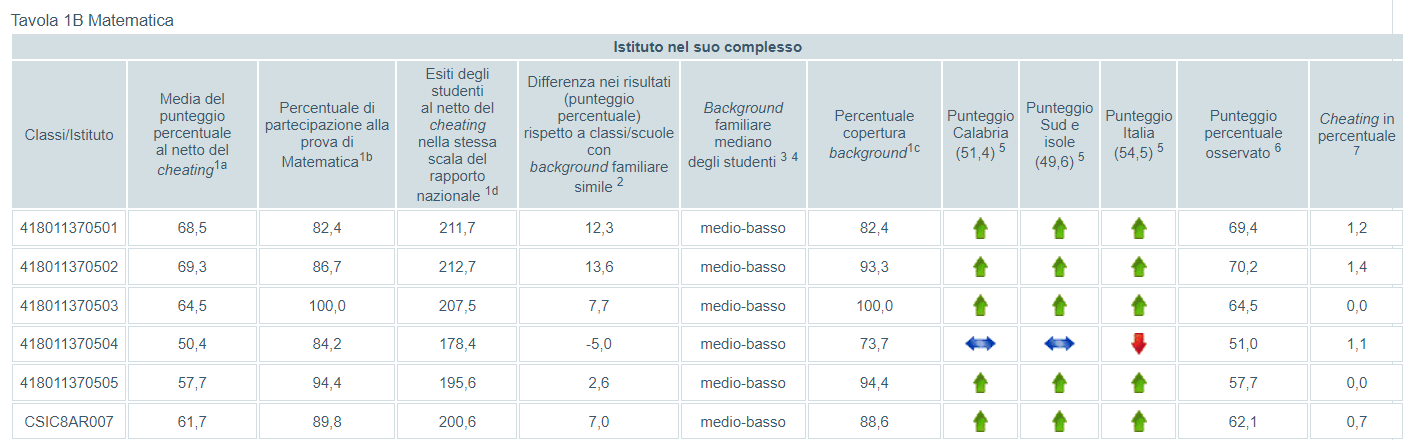 Tavola 1B Matematica
Istituto nel suo complesso
Classi/Istituto
Media del
punteggio
percentuale
al netto del
cheating1a
Percentuale di
partecipazione alla
prova di
Matematica1b
Esiti degli
studenti
al netto del
cheating
nella stessa
scala del
rapporto
nazionale 1d
Differenza nei risultati
(punteggio
percentuale)
rispetto a classi/scuole
con
background familiare
simile 2
Background
familiare
mediano
degli studenti 3 4
Percentuale
copertura
background1c
Punteggio
Calabria
(51,4) 5
Punteggio
Sud e
isole
(49,6) 5
Punteggio
Italia
(54,5) 5
Punteggio
percentuale
osservato 6
Cheating in
percentuale
7
418011370501 68,5 82,4 211,7 12,3 medio-basso 82,4 69,4 1,2
418011370502 69,3 86,7 212,7 13,6 medio-basso 93,3 70,2 1,4
418011370503 64,5 100,0 207,5 7,7 medio-basso 100,0 64,5 0,0
418011370504 50,4 84,2 178,4 -5,0 medio-basso 73,7 51,0 1,1
418011370505 57,7 94,4 195,6 2,6 medio-basso 94,4 57,7 0,0
CSIC8AR007 61,7 89,8 200,6 7,0 medio-basso 88,6 62,1 0,7